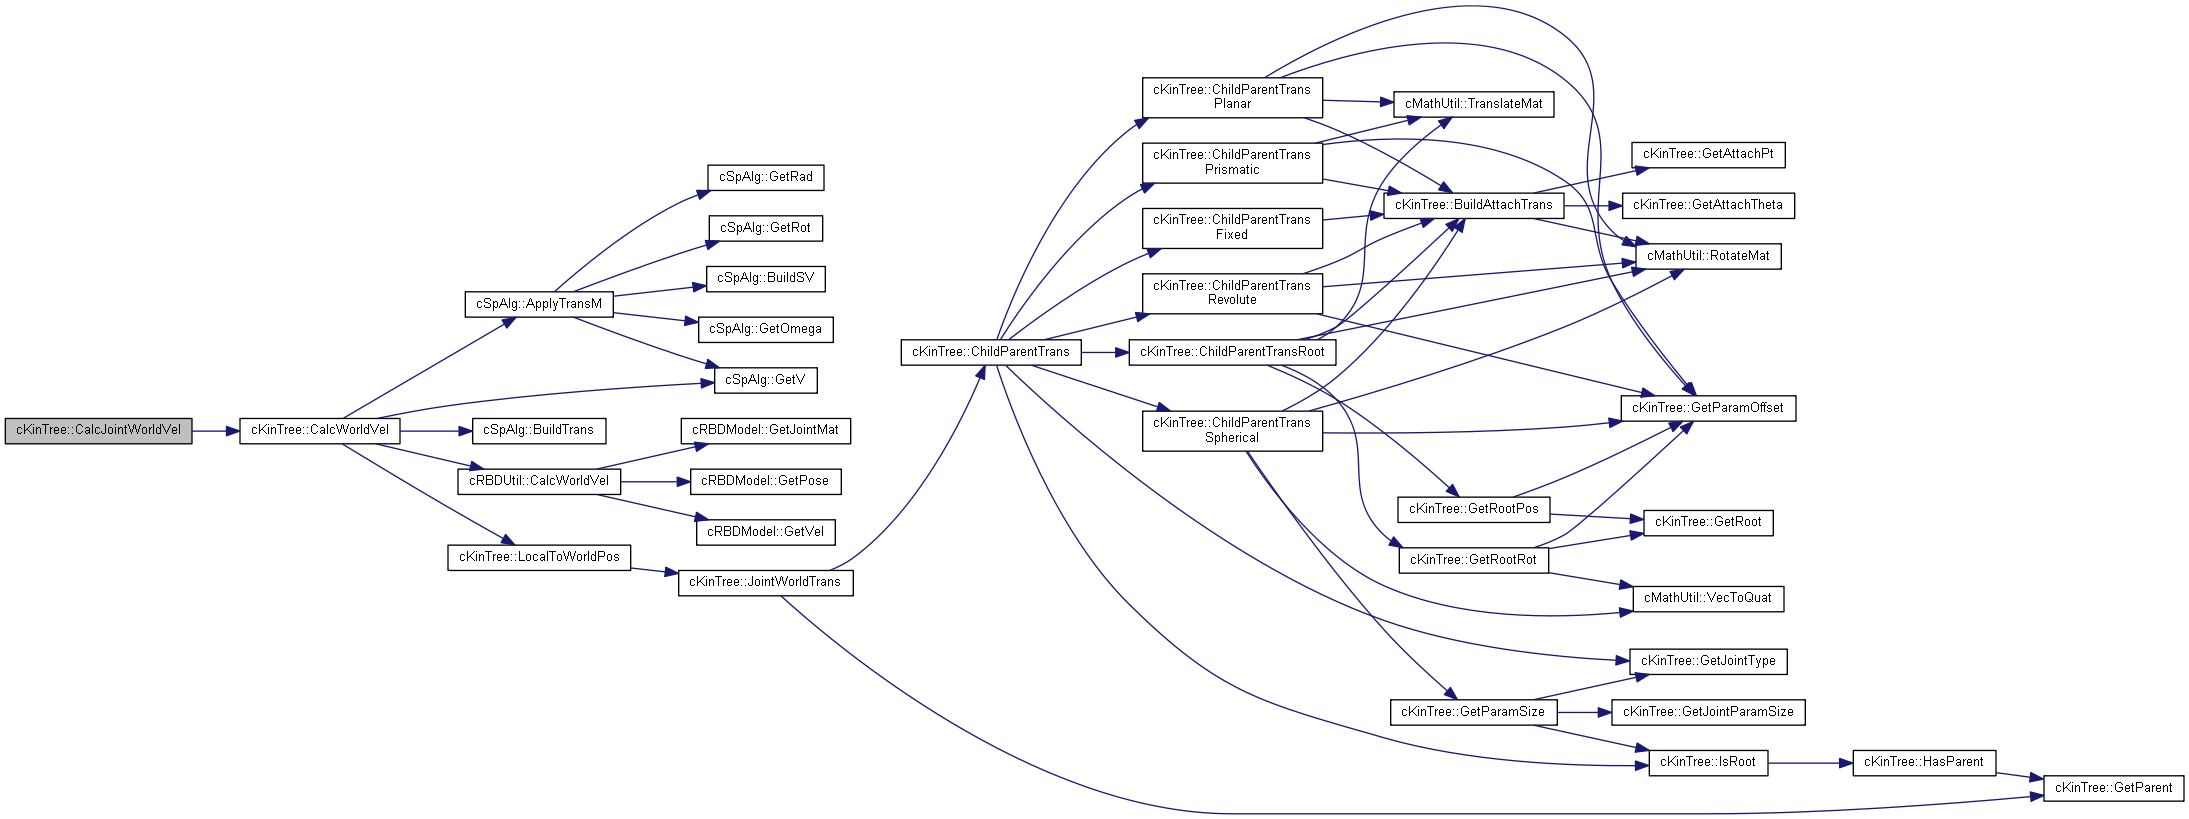 cKinTree::CalcJointWorldVel
cKinTree::CalcWorldVel
cSpAlg::ApplyTransM
cSpAlg::GetRad
cSpAlg::GetRot
cSpAlg::BuildSV
cSpAlg::GetOmega
cSpAlg::GetV
cSpAlg::BuildTrans
cRBDUtil::CalcWorldVel
cRBDModel::GetJointMat
cRBDModel::GetPose
cRBDModel::GetVel
cKinTree::LocalToWorldPos
cKinTree::JointWorldTrans
cKinTree::ChildParentTrans
cKinTree::ChildParentTrans
Planar
cKinTree::ChildParentTrans
Prismatic
cKinTree::ChildParentTrans
Fixed
cKinTree::ChildParentTrans
Revolute
cKinTree::ChildParentTransRoot
cKinTree::ChildParentTrans
Spherical
cMathUtil::TranslateMat
cKinTree::BuildAttachTrans
cKinTree::GetAttachPt
cKinTree::GetAttachTheta
cMathUtil::RotateMat
cKinTree::GetParamOffset
cKinTree::GetRootPos
cKinTree::GetRootRot
cKinTree::GetRoot
cMathUtil::VecToQuat
cKinTree::GetJointType
cKinTree::GetParamSize
cKinTree::GetJointParamSize
cKinTree::IsRoot
cKinTree::HasParent
cKinTree::GetParent